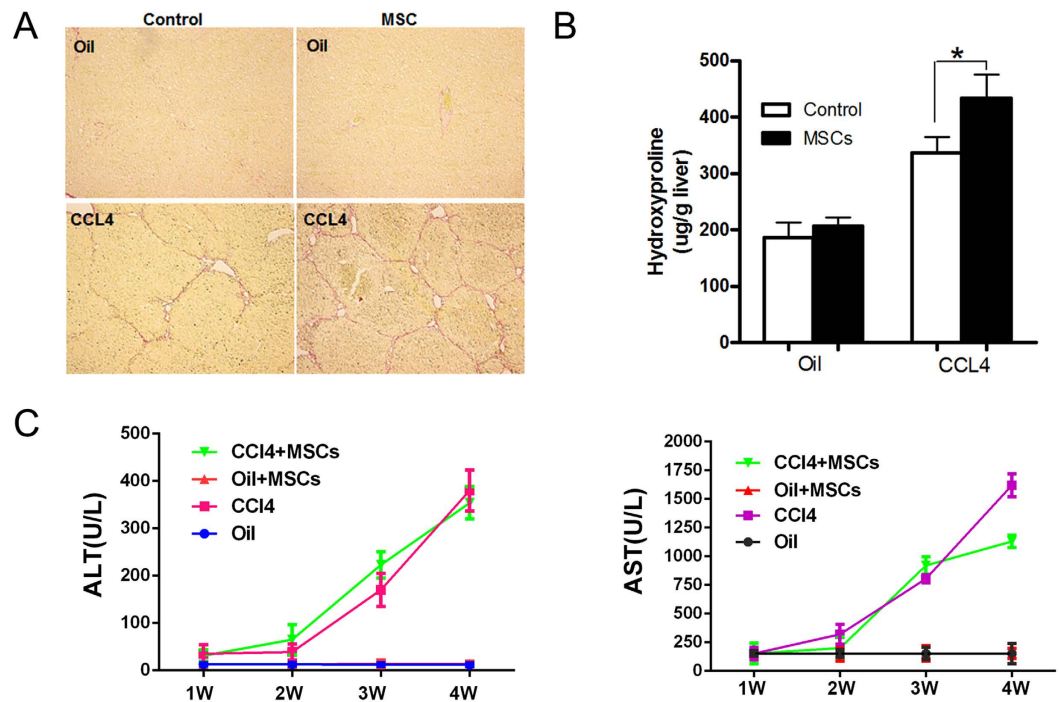 A
Control
MSC
Oil
Oil
CCL4
CCL4
B
Hydroxyproline
(ug/g liver)
500
400
300
200
100
0
*
Control
MSCs
Oil
CCL4
C
ALT(U/L)
500
400
300
200
100
0
CCl4+MSCs
Oil+MSCs
CCl4
Oil
1W 2W 3W 4W
AST(U/L)
2000
1750
1500
1250
1000
750
500
250
0
CCl4+MSCs
Oil+MSCs
CCl4
Oil
1W 2W 3W 4W